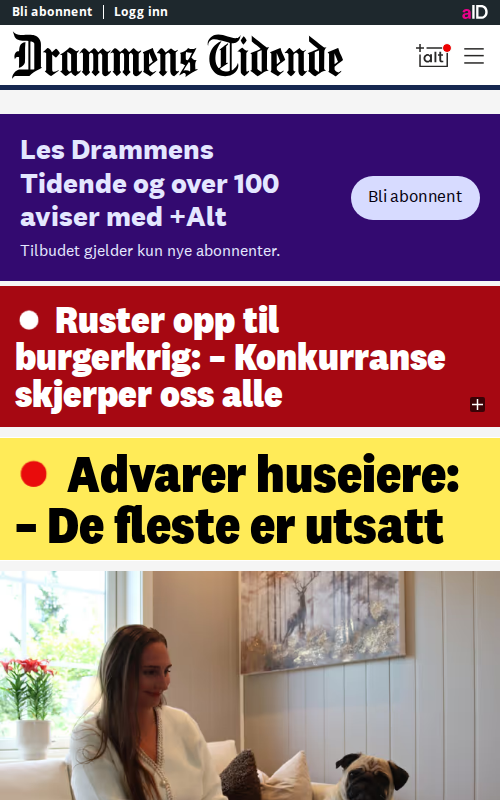 Bli abonnent | Logg inn
aID
Drammens Tidende
+alt
Les Drammens
Tidende og over 100
aviser med +Alt
Bli abonnent
Tilbudet gjelder kun nye abonnenter.
Ruster opp til
burgerkrig: – Konkurranse
skjerper oss alle
+
Advarer huseiere:
– De fleste er utsatt